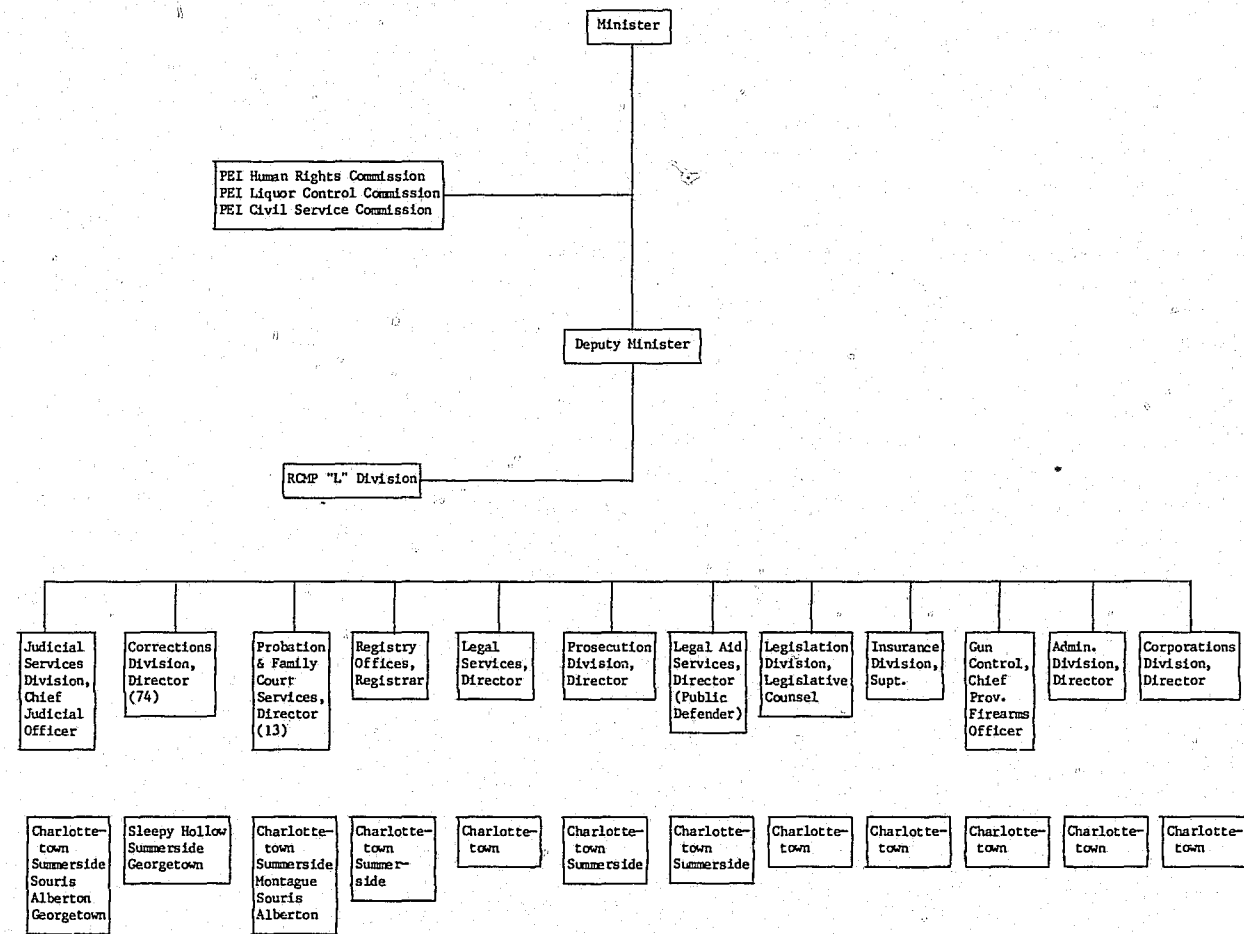 Minister
PEI Human Rights Commission
PEI Liquor Control Commission
PEI Civil Service Commission
Deputy Minister
RCMP "L" Division
Judicial
Services
Division,
Chief
Judicial
Officer
Corrections
Division,
Director
(74)
Probation
& Family
Court
Services,
Director
(13)
Registry
Offices,
Registrar
Legal
Services,
Director
Prosecution
Division,
Director
Legal Aid
Services,
Director
(Public
Defender)
Legislation
Division,
Legislative
Counsel
Insurance
Division,
Supt.
Gun
Control,
Chief
Prov.
Firearms
Officer
Admin.
Division,
Director
Corporations
Division,
Director
Charlotte-
town
Summerside
Souris
Alberton
Georgetown
Sleepy Hollow
Summerside
Georgetown
Charlotte-
town
Summerside
Montague
Souris
Alberton
Charlotte-
town
Summer-
side
Charlotte-
town
Charlotte-
town
Summerside
Charlotte-
town
Summerside
Charlotte-
town
Charlotte-
town
Charlotte-
town
Charlotte-
town
Charlotte-
town